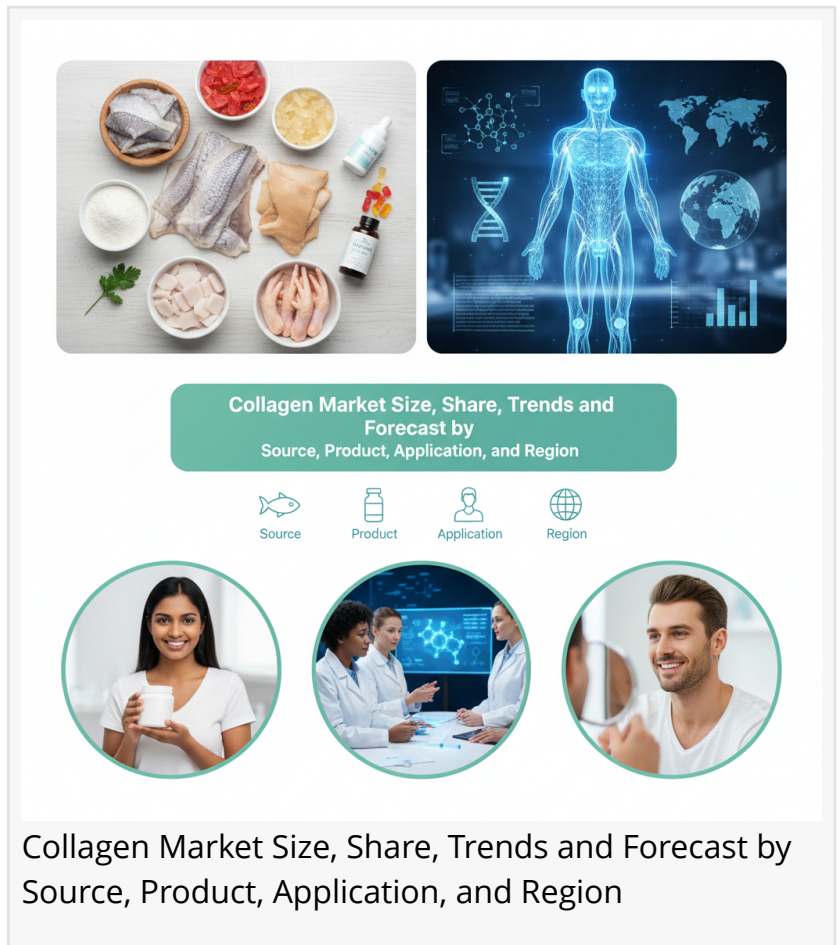 Collagen Market Size, Share, Trends and
Forecast by
Source, Product, Application, and Region
Source
Product
Application
Region
Collagen Market Size, Share, Trends and Forecast by
Source, Product, Application, and Region